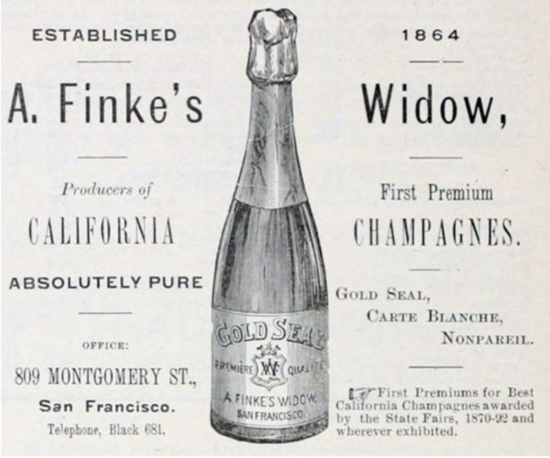 ESTABLISHED 1864
A. Finke's Widow,
Producers of
CALIFORNIA
ABSOLUTELY PURE
OFFICE:
809 MONTGOMERY ST.,
San Francisco.
Telephone, Black 681.
GOLD SEAL
PREMIÈRE QUALITÉ
W
A. FINKE'S WIDOW.
SAN FRANCISCO.
First Premium
CHAMPAGNES.
GOLD SEAL,
CARTE BLANCHE,
NONPAREIL.
☞First Premiums for Best
California Champagnes awarded
by the State Fairs, 1870-92 and
wherever exhibited.